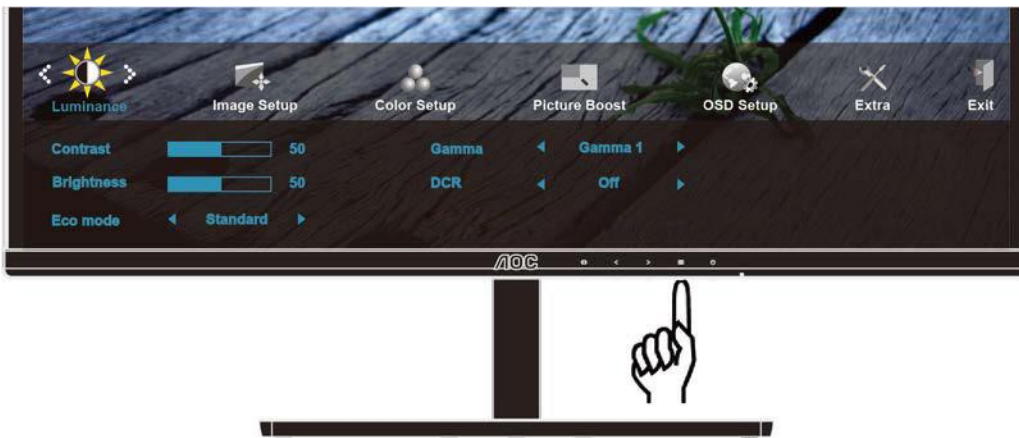 Luminance Image Setup Color Setup Picture Boost OSD Setup Extra Exit
Contrast 50 Gamma Gamma 1
Brightness 50 DCR Off
Eco mode Standard
AOC